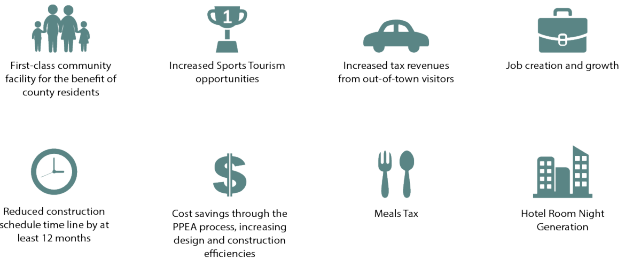 1
First-class community
facility for the benefit of
county residents
Increased Sports Tourism
opportunities
Increased tax revenues
from out-of-town visitors
Job creation and growth
Reduced construction
schedule time line by at
least 12 months
$
Cost savings through the
PPEA process, increasing
design and construction
efficiencies
Meals Tax
Hotel Room Night
Generation